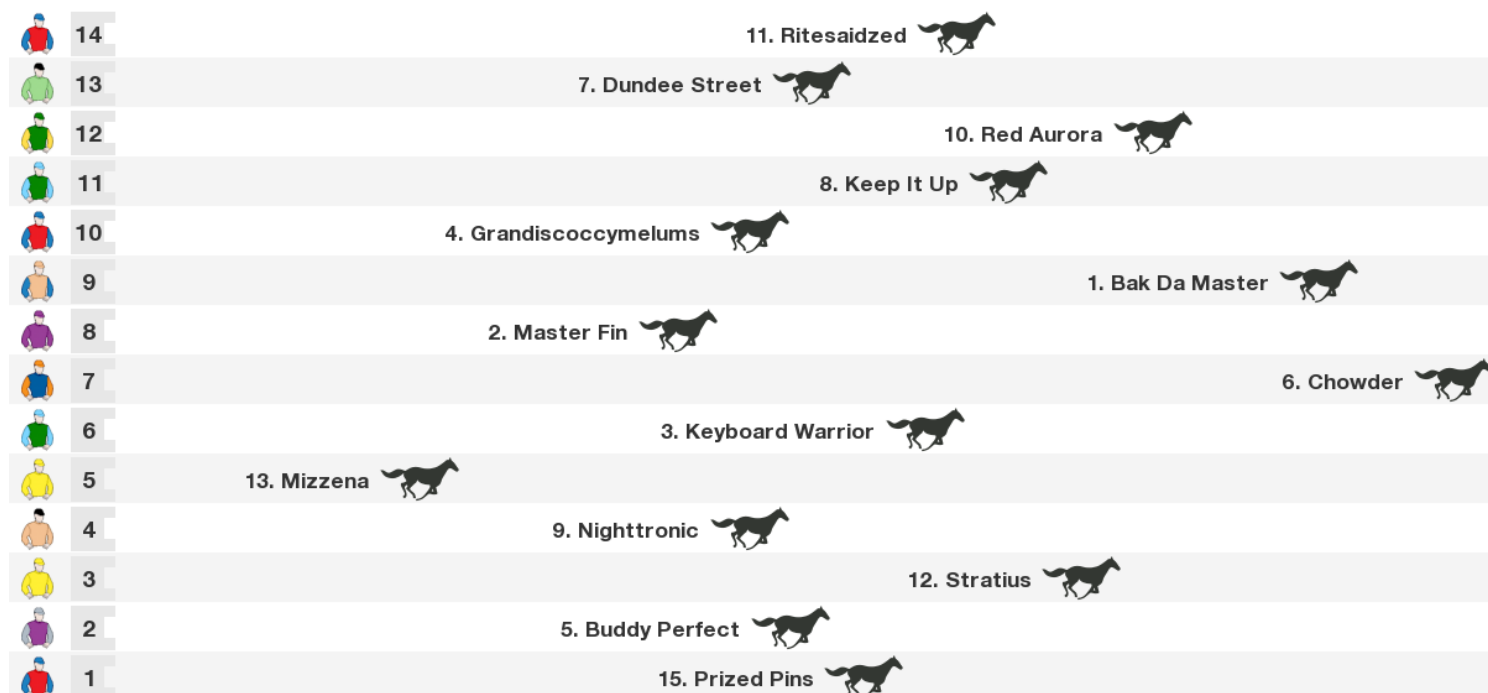 14 11. Ritesaidzed
13 7. Dundee Street
12 10. Red Aurora
11 8. Keep It Up
10 4. Grandiscoccymelums
9 1. Bak Da Master
8 2. Master Fin
7 6. Chowder
6 3. Keyboard Warrior
5 13. Mizzena
4 9. Nighttronic
3 12. Stratius
2 5. Buddy Perfect
1 15. Prized Pins